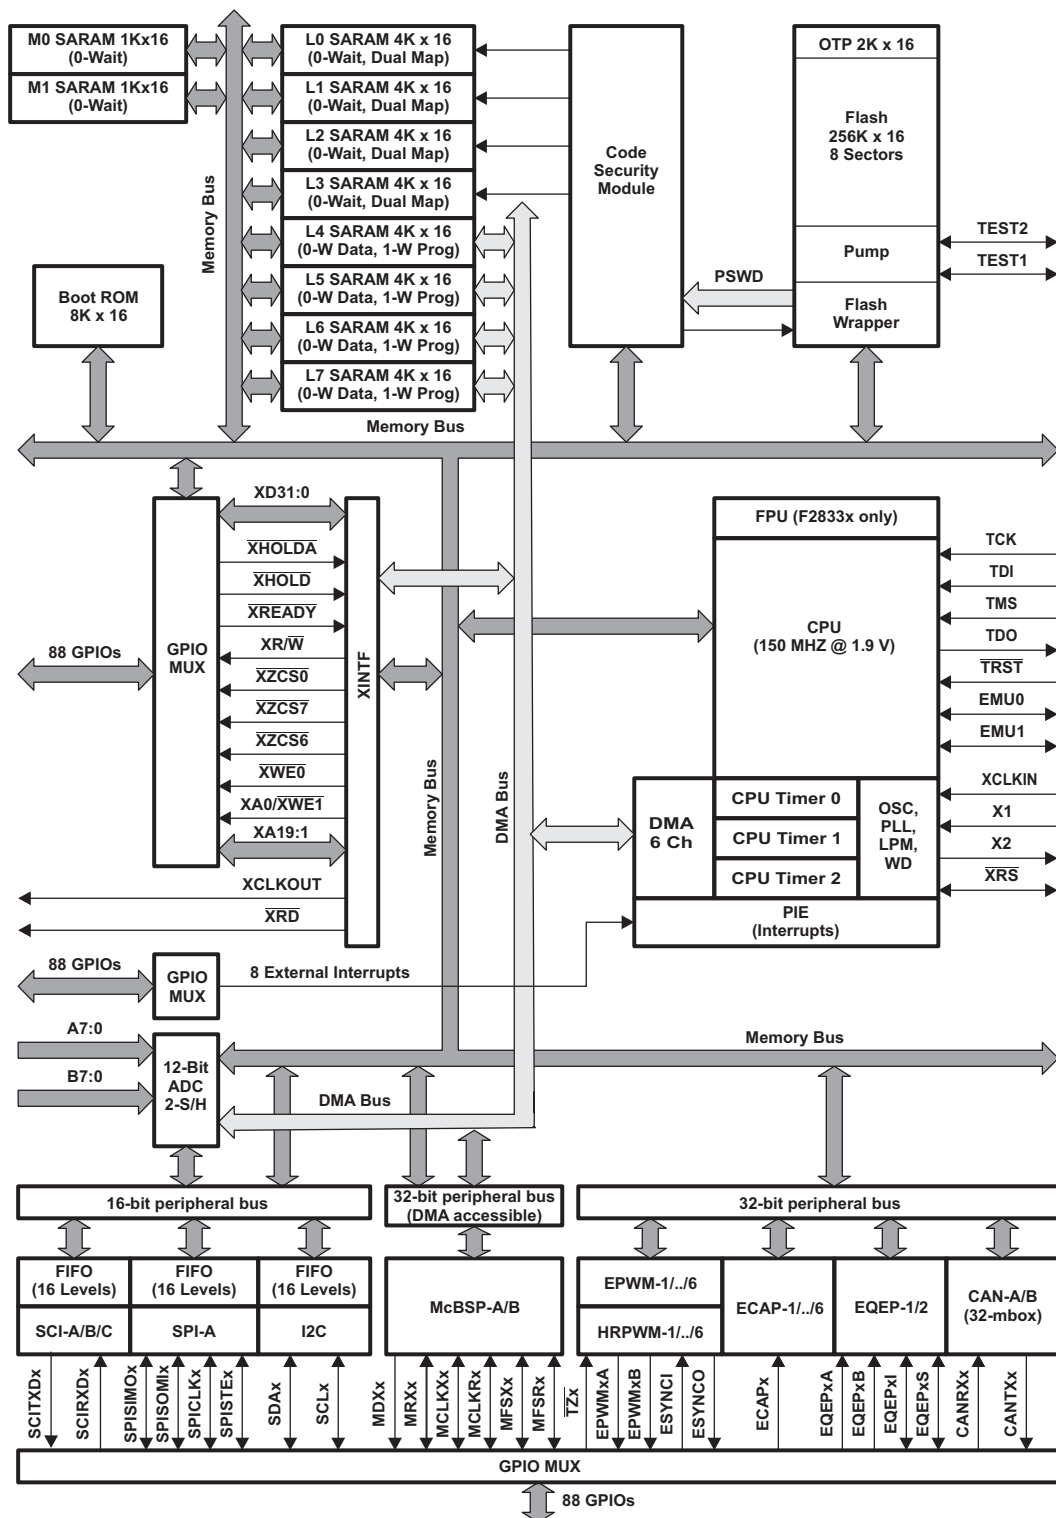 M0 SARAM 1Kx16
(0-Wait)
M1 SARAM 1Kx16
(0-Wait)
L0 SARAM 4K x 16
(0-Wait, Dual Map)
L1 SARAM 4K x 16
(0-Wait, Dual Map)
L2 SARAM 4K x 16
(0-Wait, Dual Map)
L3 SARAM 4K x 16
(0-Wait, Dual Map)
L4 SARAM 4K x 16
(0-W Data, 1-W Prog)
L5 SARAM 4K x 16
(0-W Data, 1-W Prog)
L6 SARAM 4K x 16
(0-W Data, 1-W Prog)
L7 SARAM 4K x 16
(0-W Data, 1-W Prog)
Memory Bus
Boot ROM
8K x 16
Code
Security
Module
PSWD
OTP 2K x 16
Flash
256K x 16
8 Sectors
Pump
Flash
Wrapper
TEST2
TEST1
Memory Bus
88 GPIOs
GPIO
MUX
XD31:0
XHOLDA
XHOLD
XREADY
XR/W
XZCS0
XZCS7
XZCS6
XWE0
XA0/XWE1
XA19:1
XCLKOUT
XRD
XINTF
Memory Bus
DMA Bus
FPU (F2833x only)
CPU
(150 MHZ @ 1.9 V)
TCK
TDI
TMS
TDO
TRST
EMU0
EMU1
XCLKIN
X1
X2
XRS
DMA
6 Ch
CPU Timer 0
CPU Timer 1
CPU Timer 2
OSC,
PLL,
LPM,
WD
PIE
(Interrupts)
88 GPIOs
GPIO
MUX
8 External Interrupts
A7:0
B7:0
12-Bit
ADC
2-S/H
DMA Bus
Memory Bus
16-bit peripheral bus
32-bit peripheral bus
(DMA accessible)
32-bit peripheral bus
FIFO
(16 Levels)
FIFO
(16 Levels)
FIFO
(16 Levels)
SCI-A/B/C
SPI-A
I2C
McBSP-A/B
EPWM-1/../6
HRPWM-1/../6
ECAP-1/../6
EQEP-1/2
CAN-A/B
(32-mbox)
SCITXDx
SCIRXDx
SPISIMOx
SPISOMIx
SPICLKx
SPISTEx
SDAx
SCLx
MDXx
MRXx
MCLKXx
MCLKRx
MFSXx
MFSRx
TZx
EPWMxA
EPWMxB
ESYNCI
ESYNCO
ECAPx
EQEPxA
EQEPxB
EQEPxI
EQEPxS
CANRXx
CANTXx
GPIO MUX
88 GPIOs